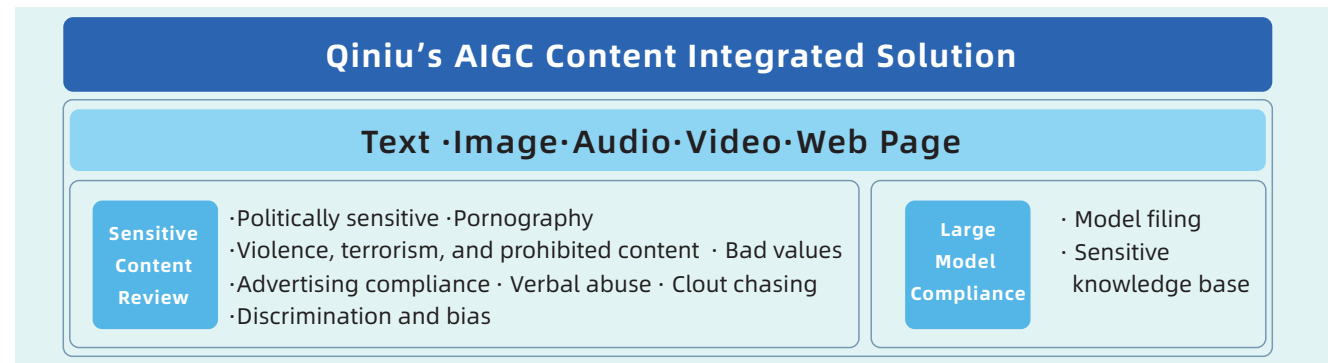 Qiniu’s AIGC Content Integrated Solution
Text ·Image·Audio·Video·Web Page
Sensitive
Content
Review
·Politically sensitive ·Pornography
·Violence, terrorism, and prohibited content · Bad values
·Advertising compliance · Verbal abuse · Clout chasing
·Discrimination and bias
Large
Model
Compliance
· Model filing
· Sensitive
knowledge base